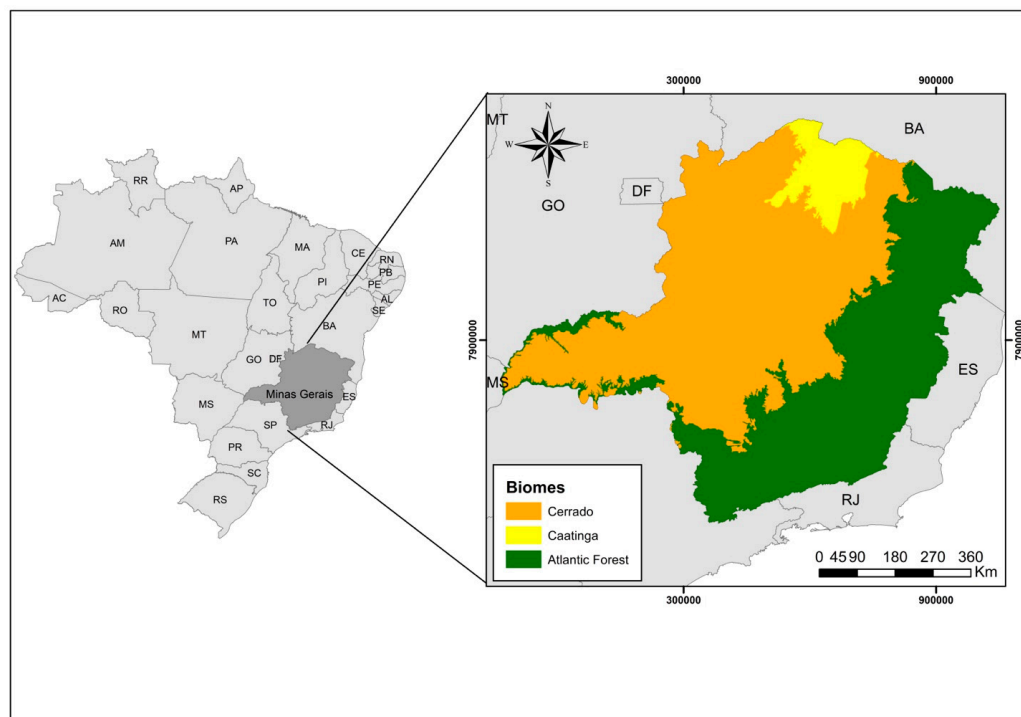 RR
AP
AM
PA
MA
CE
RN
PB
PI
PE
AL
SE
AC
RO
TO
BA
MT
GO
DF
Minas Gerais
ES
MS
SP
RJ
PR
SC
RS
300000
900000
MT
N
W
E
S
BA
DF
GO
7900000
7900000
MS
ES
RJ
Biomes
Cerrado
Caatinga
Atlantic Forest
0 4590 180 270 360
Km
300000
900000